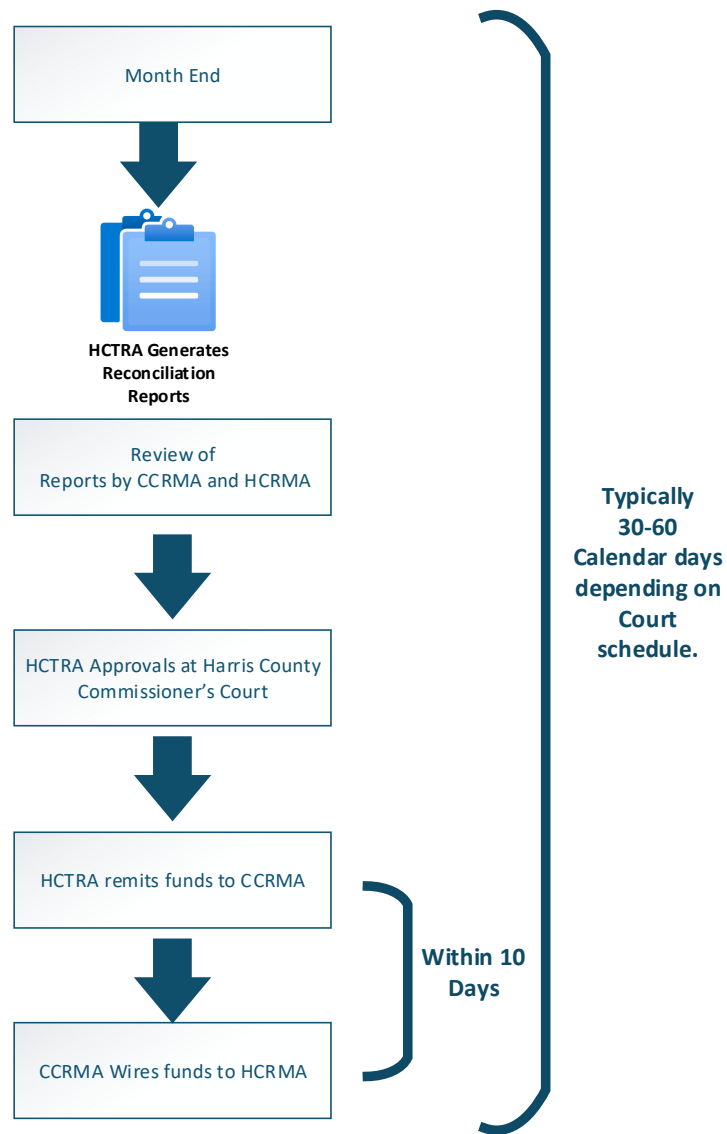 Month End
HCTRA Generates
Reconciliation
Reports
Review of
Reports by CCRMA and HCRMA
HCTRA Approvals at Harris County
Commissioner’s Court
HCTRA remits funds to CCRMA
CCRMA Wires funds to HCRMA
Within 10
Days
Typically
30-60
Calendar days
depending on
Court
schedule.